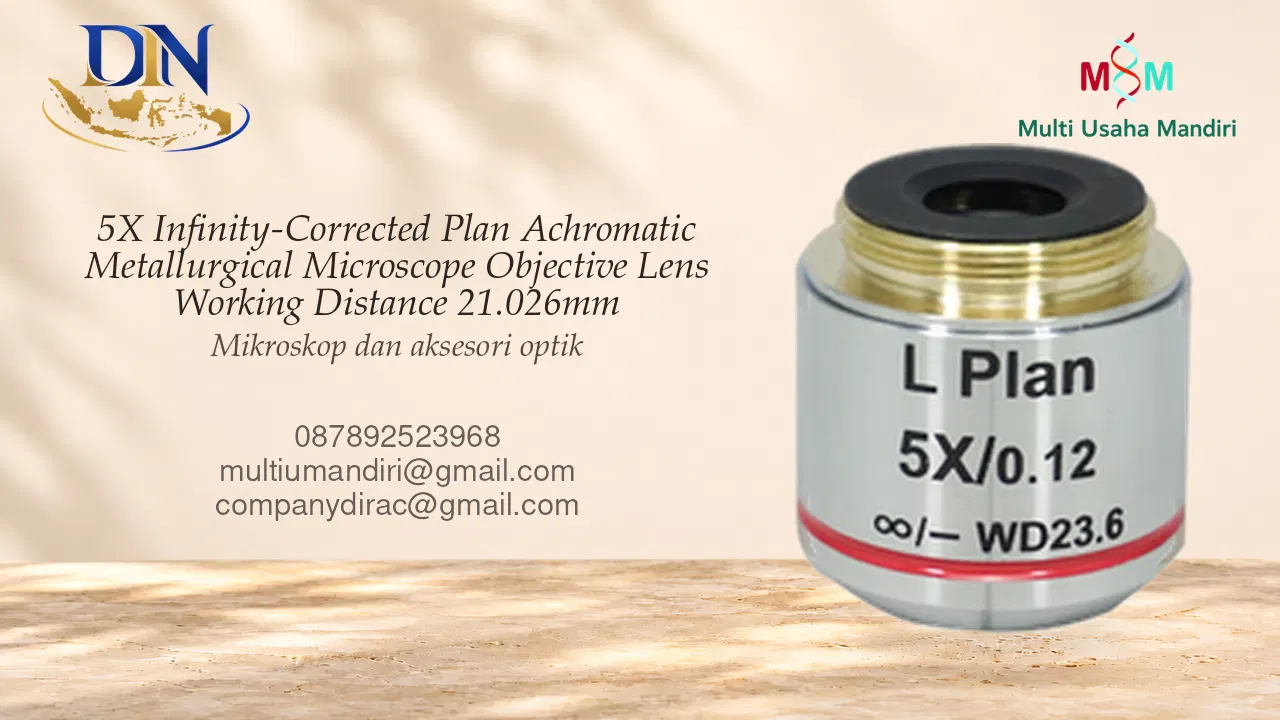 DIN
M M
Multi Usaha Mandiri
5X Infinity-Corrected Plan Achromatic
Metallurgical Microscope Objective Lens
Working Distance 21.026mm
Mikroskop dan aksesori optik
087892523968
multiumandiri@gmail.com
companydirac@gmail.com
L Plan
5X/0.12
∞/– WD23.6